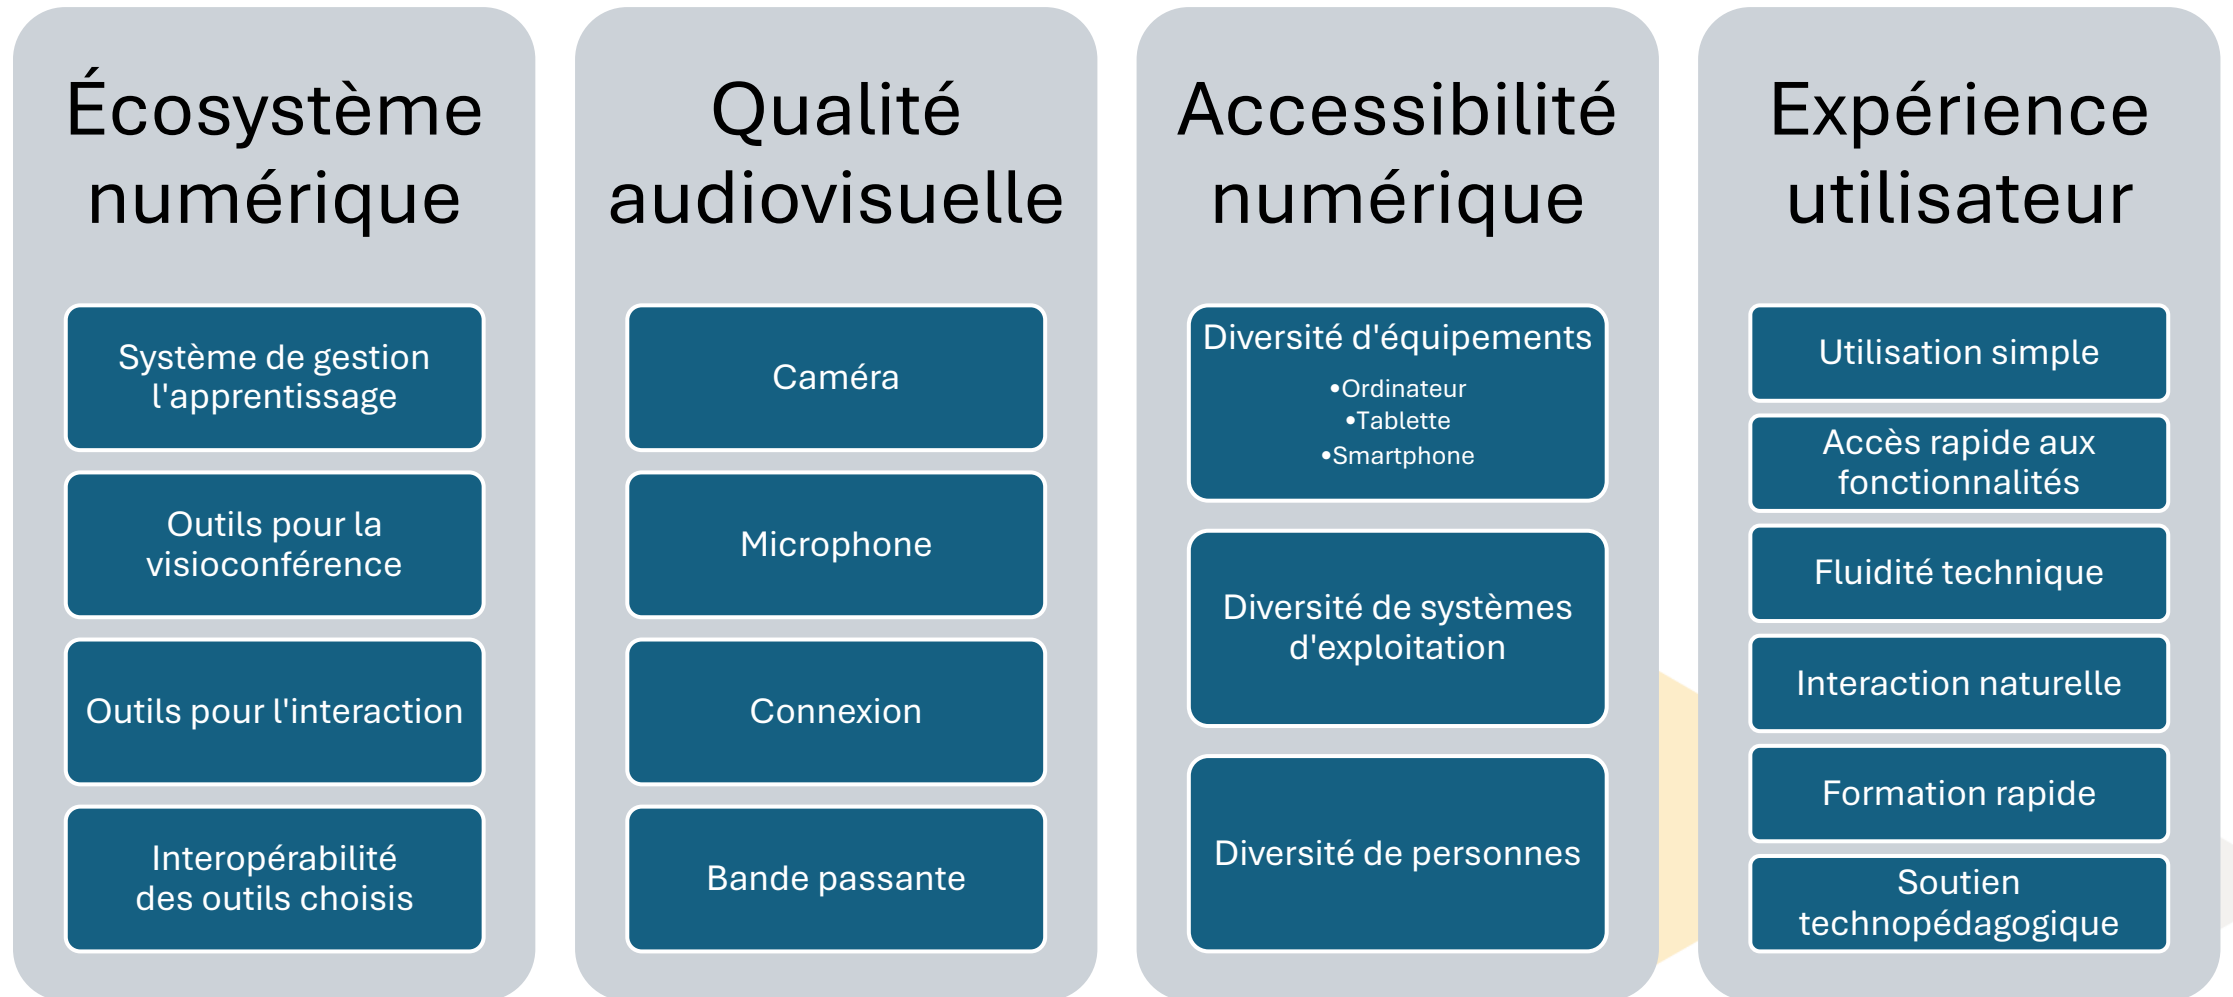 Écosystème
numérique
Système de gestion
l'apprentissage
Outils pour la
visioconférence
Outils pour l'interaction
Interopérabilité
des outils choisis
Qualité
audiovisuelle
Caméra
Microphone
Connexion
Bande passante
Accessibilité
numérique
Diversité d'équipements
•Ordinateur
•Tablette
•Smartphone
Diversité de systèmes
d'exploitation
Diversité de personnes
Expérience
utilisateur
Utilisation simple
Accès rapide aux
fonctionnalités
Fluidité technique
Interaction naturelle
Formation rapide
Soutien
technopédagogique